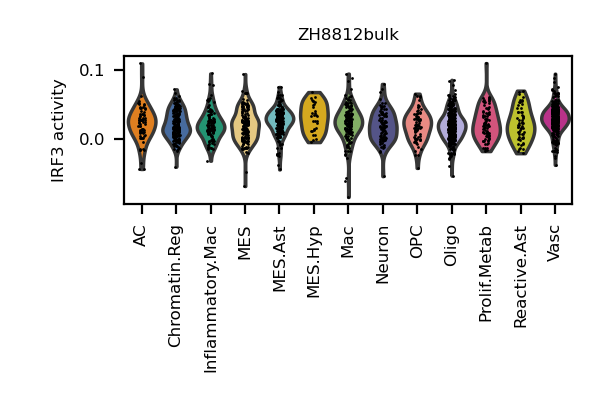 ZH8812bulk
IRF3 activity
0.1
0.0
AC
Chromatin.Reg
Inflammatory.Mac
MES
MES.Ast
MES.Hyp
Mac
Neuron
OPC
Oligo
Prolif.Metab
Reactive.Ast
Vasc